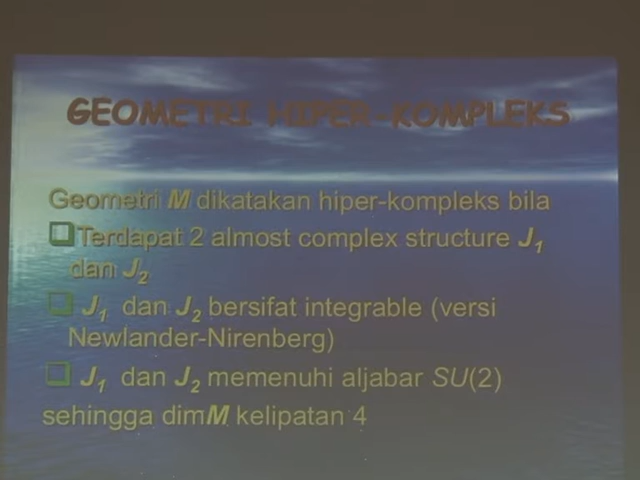 GEOMETRI HIPER-KOMPLEKS
Geometri M dikatakan hiper-kompleks bila
Terdapat 2 almost complex structure J₁
dan J₂
J₁ dan J₂ bersifat integrable (versi
Newlander-Nirenberg)
J₁ dan J₂ memenuhi aljabar SU(2)
sehingga dimM kelipatan 4